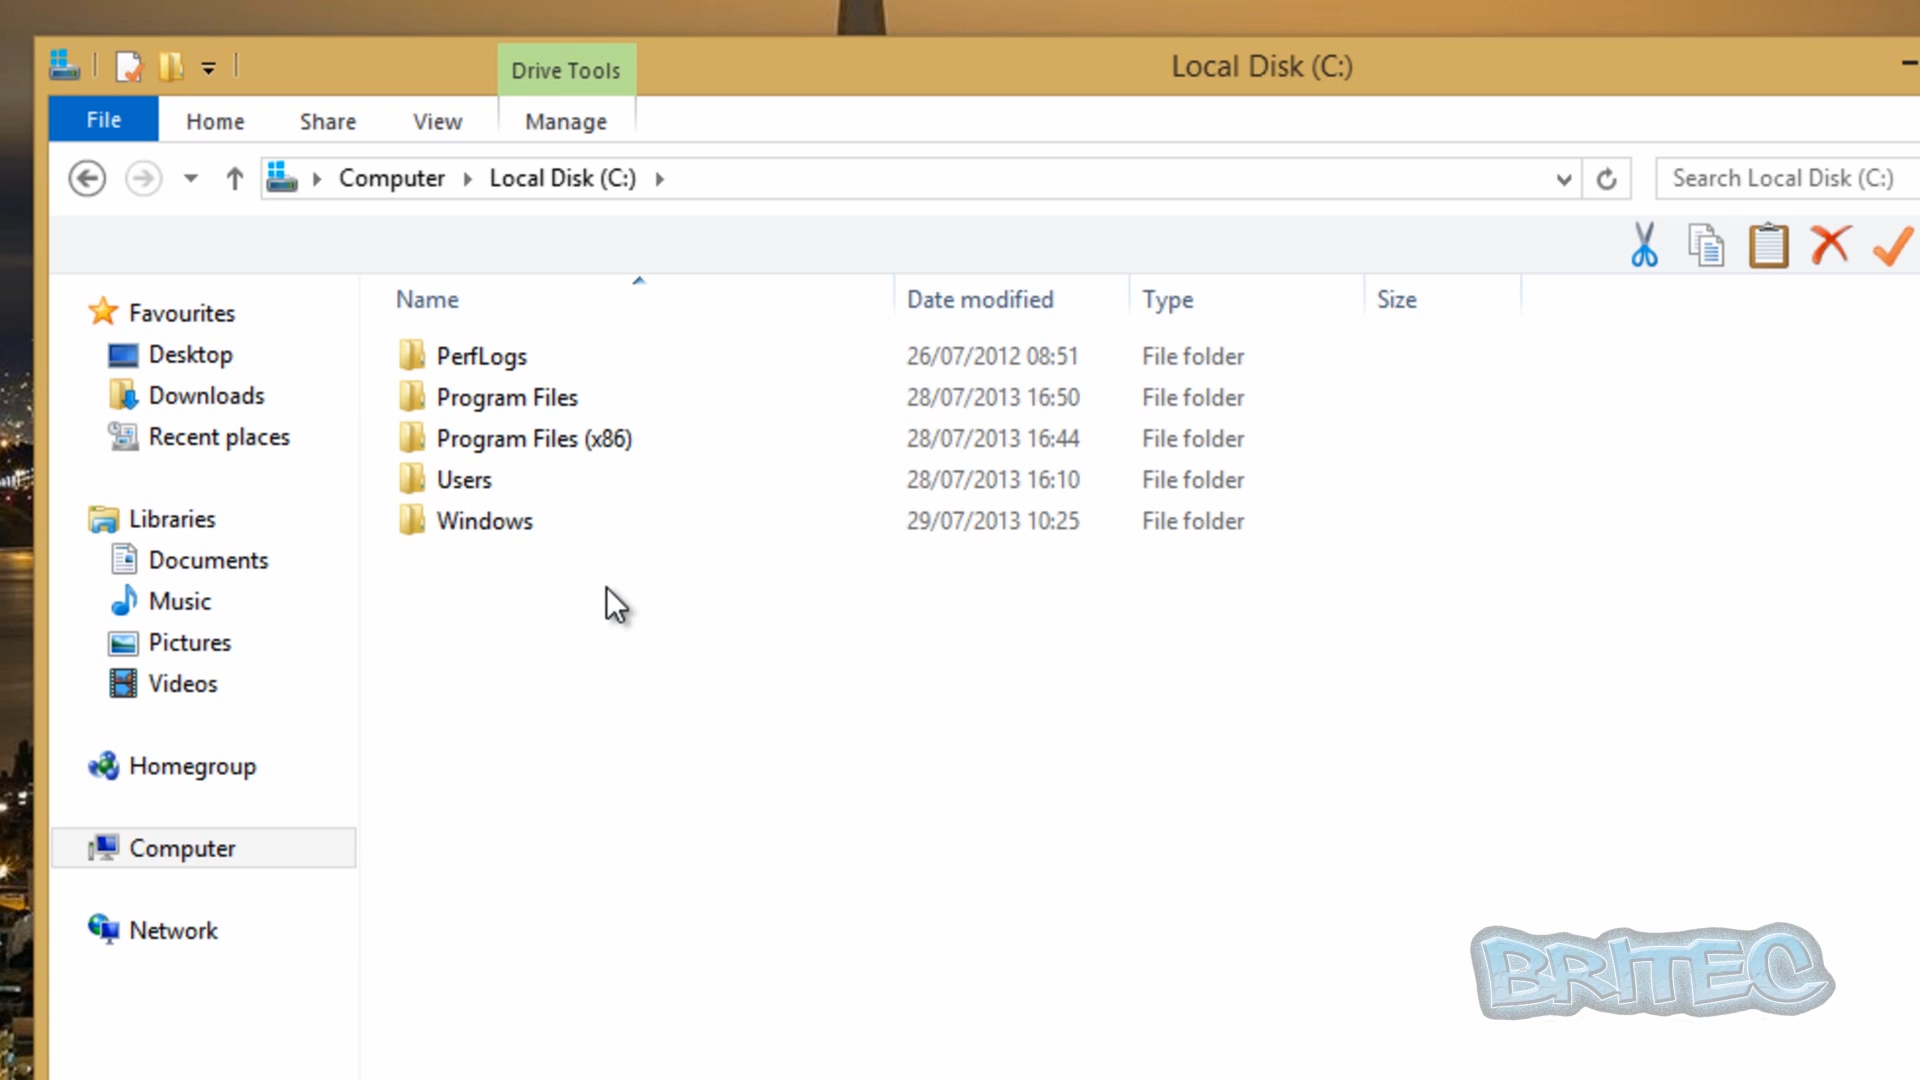 Drive Tools
Local Disk (C:)
File Home Share View Manage
Computer Local Disk (C:)
Search Local Disk (C:)
Name Date modified Type Size
PerfLogs 26/07/2012 08:51 File folder
Program Files 28/07/2013 16:50 File folder
Program Files (x86) 28/07/2013 16:44 File folder
Users 28/07/2013 16:10 File folder
Windows 29/07/2013 10:25 File folder
Favourites
Desktop
Downloads
Recent places
Libraries
Documents
Music
Pictures
Videos
Homegroup
Computer
Network
BRITEC